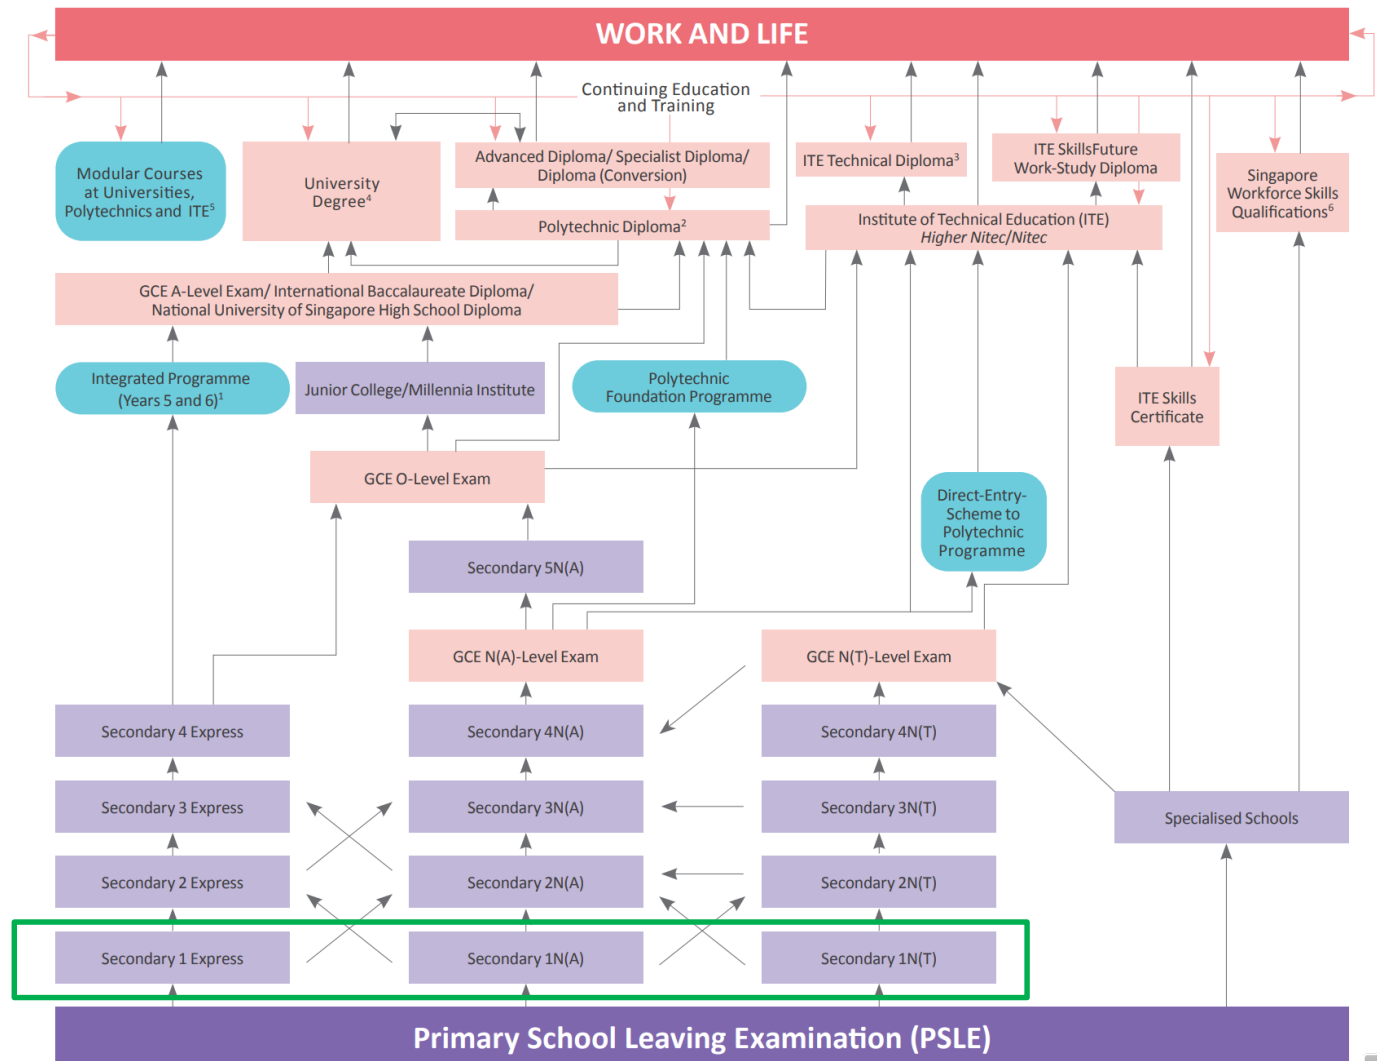 WORK AND LIFE
Continuing Education
and Training
Modular Courses
at Universities,
Polytechnics and ITE⁵
University
Degree⁴
Advanced Diploma/ Specialist Diploma/
Diploma (Conversion)
Polytechnic Diploma²
ITE Technical Diploma³
ITE SkillsFuture
Work-Study Diploma
Institute of Technical Education (ITE)
Higher Nitec/Nitec
Singapore
Workforce Skills
Qualifications⁶
GCE A-Level Exam/ International Baccalaureate Diploma/
National University of Singapore High School Diploma
Integrated Programme
(Years 5 and 6)¹
Junior College/Millennia Institute
Polytechnic
Foundation Programme
ITE Skills
Certificate
GCE O-Level Exam
Direct-Entry-
Scheme to
Polytechnic
Programme
Secondary 5N(A)
GCE N(A)-Level Exam
GCE N(T)-Level Exam
Secondary 4 Express
Secondary 4N(A)
Secondary 4N(T)
Secondary 3 Express
Secondary 3N(A)
Secondary 3N(T)
Specialised Schools
Secondary 2 Express
Secondary 2N(A)
Secondary 2N(T)
Secondary 1 Express
Secondary 1N(A)
Secondary 1N(T)
Primary School Leaving Examination (PSLE)